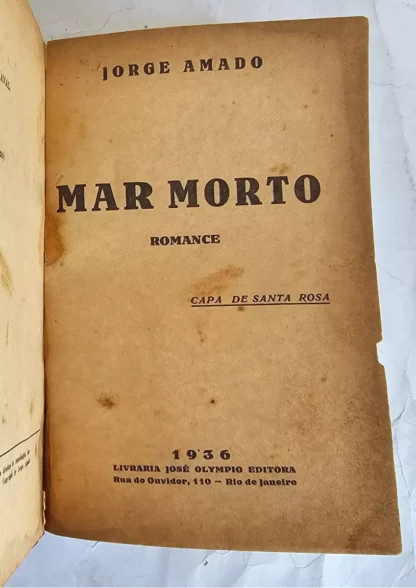 JORGE AMADO
MAR MORTO
ROMANCE
CAPA DE SANTA ROSA
1936
LIVRARIA JOSÉ OLYMPIO EDITORA
Rua do Ouvidor, 110 — Rio de Janeiro